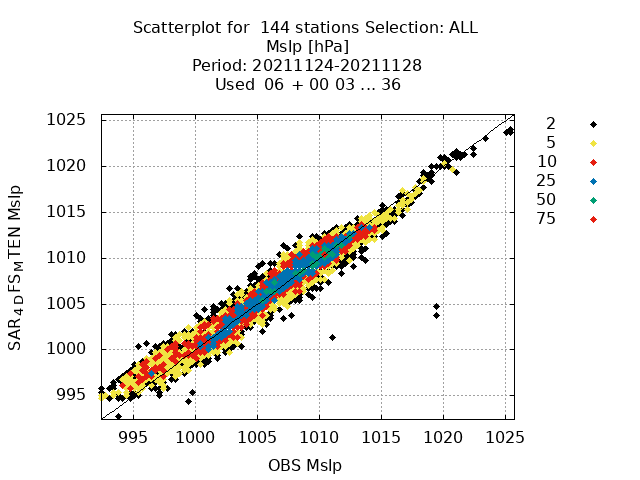 Scatterplot for 144 stations Selection: ALL
Mslp [hPa]
Period: 20211124-20211128
Used 06 + 00 03 ... 36
1025
1020
1015
1010
1005
1000
995
SAR4DFSMTEN Mslp
995 1000 1005 1010 1015 1020 1025
OBS Mslp
2
5
10
25
50
75